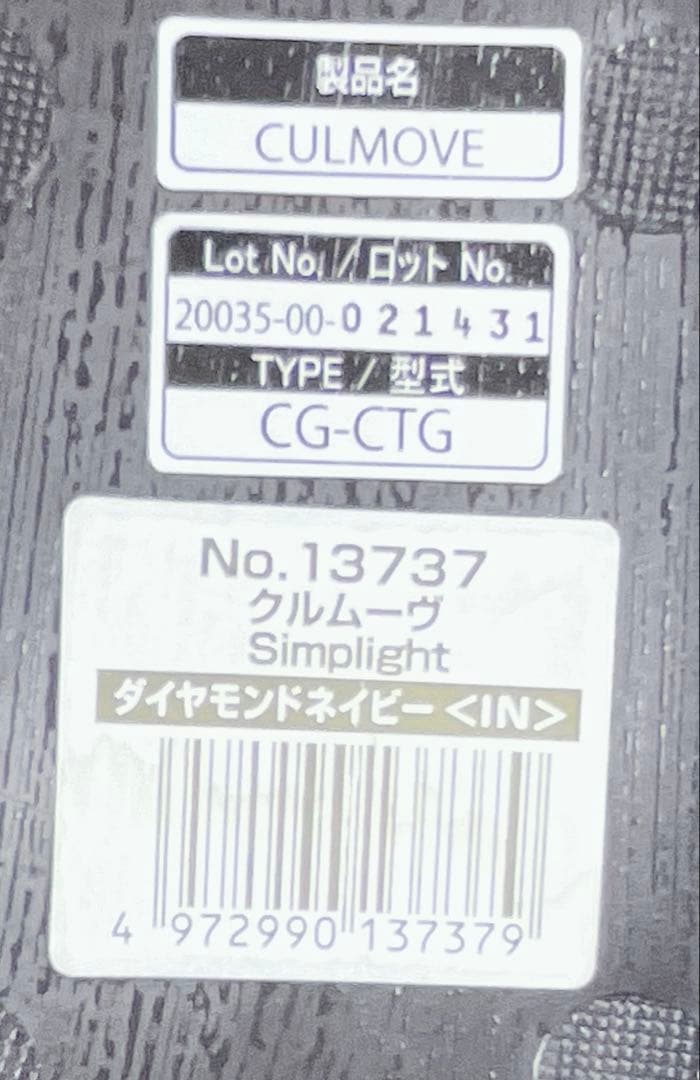 製品名
CULMOVE
Lot No. / ロット No.
20035-00-021431
TYPE / 型式
CG-CTG
No.13737
クルムーヴ
Simplight
ダイヤモンドネイビー<IN>
4 972990 137379